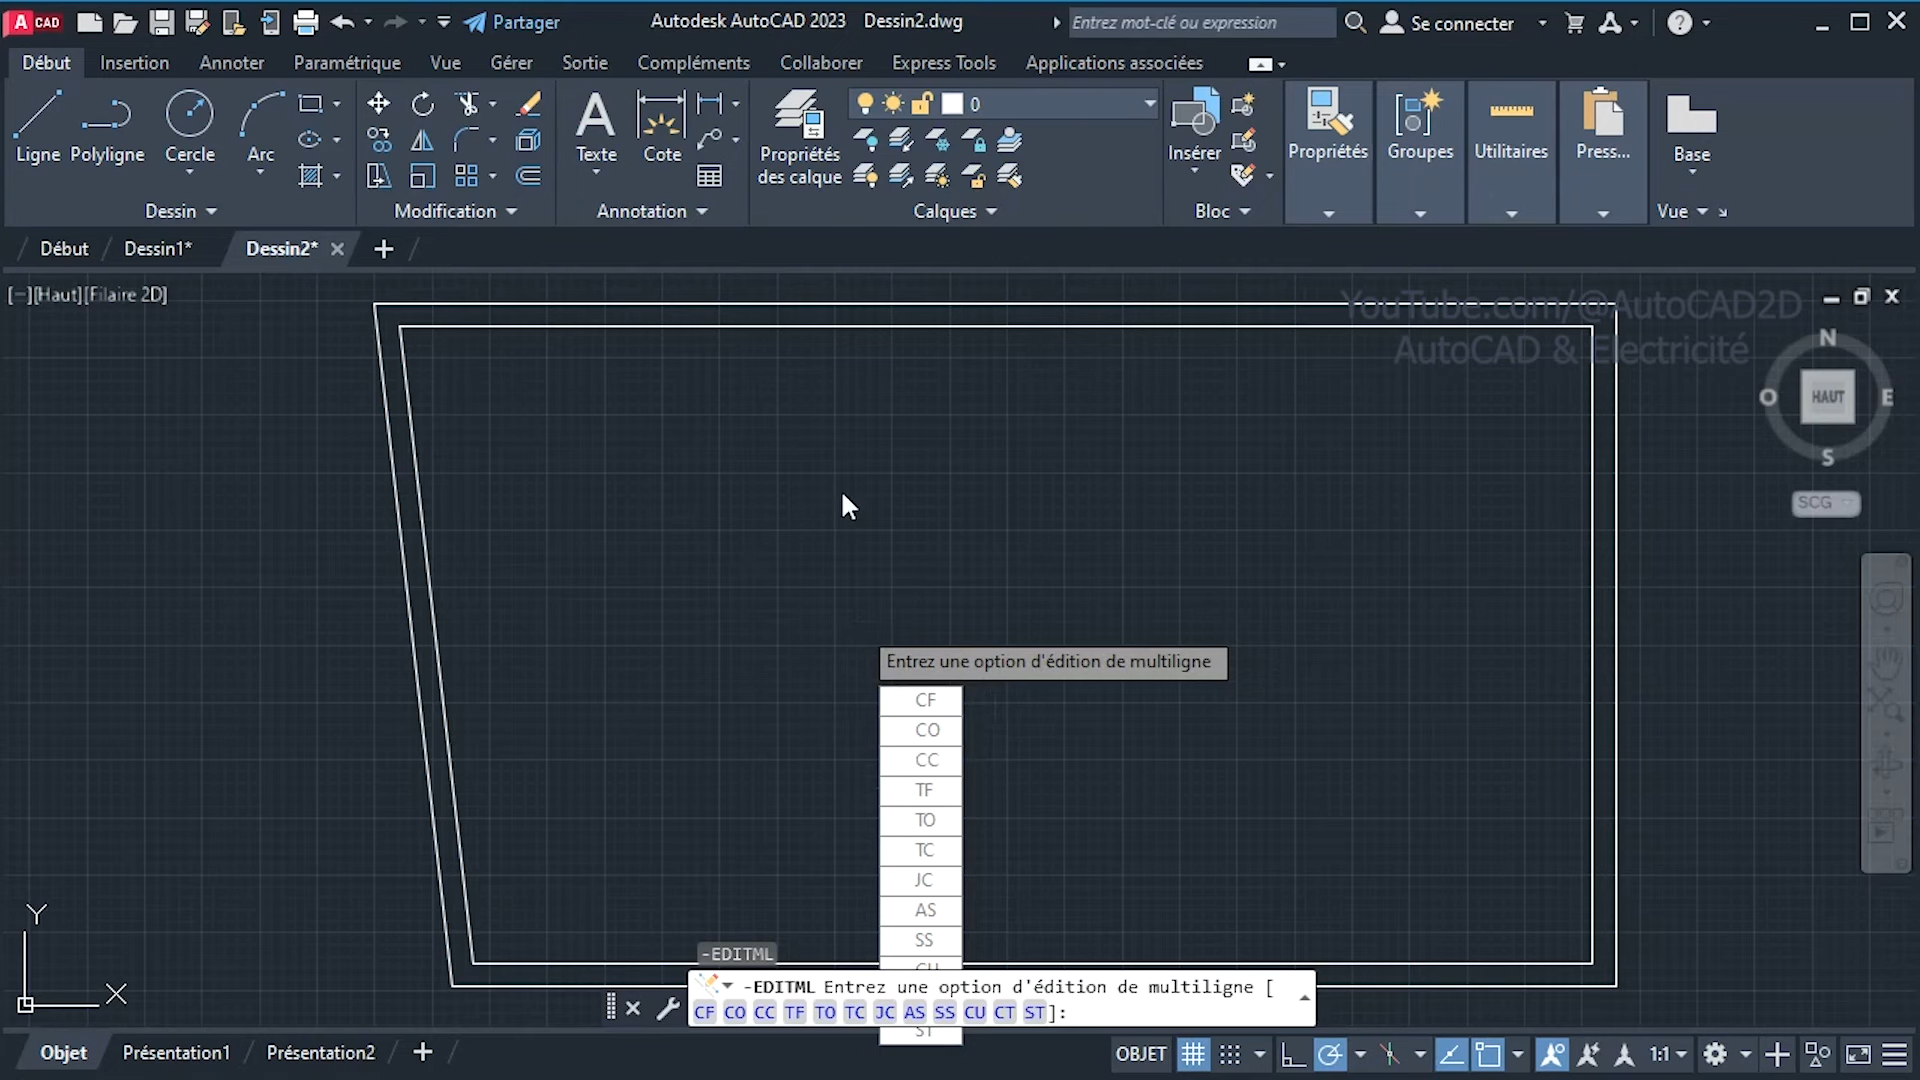 A CAD
Partager
Autodesk AutoCAD 2023 Dessin2.dwg
Entrez mot-clé ou expression
Se connecter
Début Insertion Annoter Paramétrique Vue Gérer Sortie Compléments Collaborer Express Tools Applications associées
0
Ligne Polyligne Cercle Arc
A
Texte Cote
Propriétés
des calque
Insérer
Propriétés Groupes Utilitaires Press... Base
Dessin Modification Annotation Calques Bloc Vue
Début Dessin1* Dessin2*
[−][Haut][Filaire 2D]
YouTube.com/@AutoCAD2D
AutoCAD & Electricité
N
O HAUT E
S
SCG
Entrez une option d'édition de multiligne
CF
CO
CC
TF
TO
TC
JC
AS
SS
CU
ST
Y
X
-EDITML
-EDITML Entrez une option d'édition de multiligne [
CF CO CC TF TO TC JC AS SS CU CT ST]:
Objet Présentation1 Présentation2
OBJET
1:1